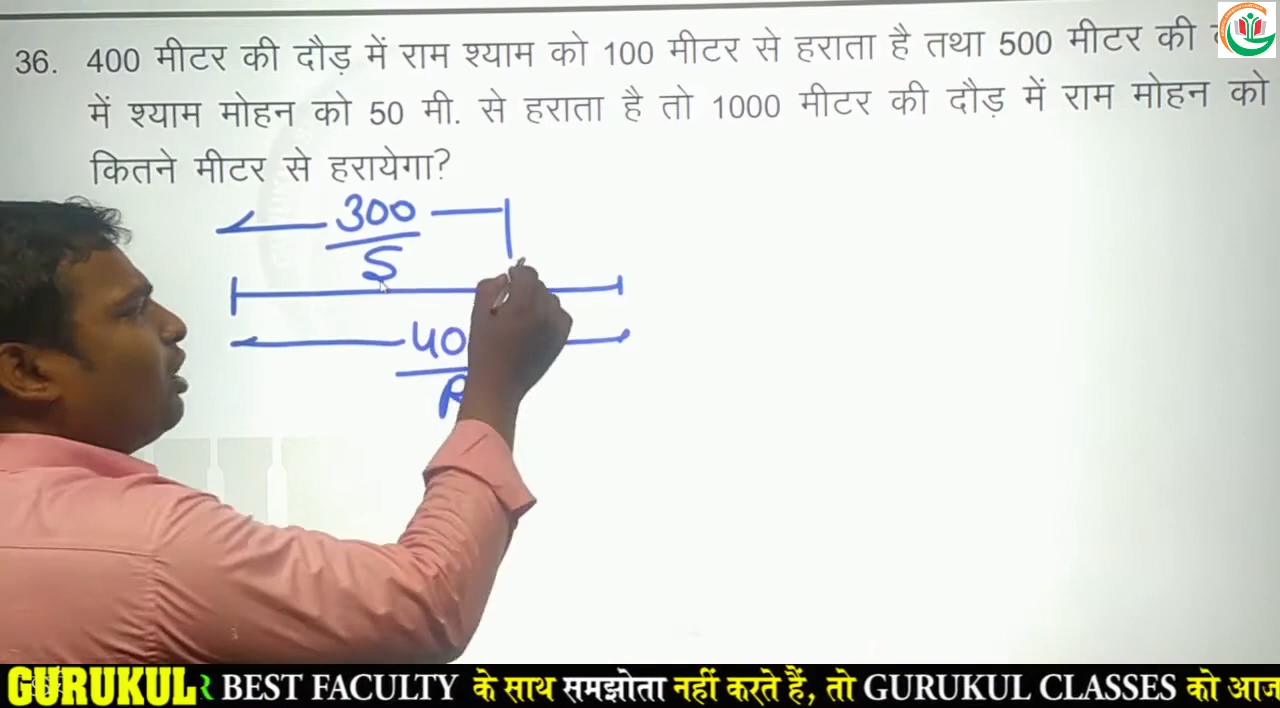 36. 400 मीटर की दौड़ में राम श्याम को 100 मीटर से हराता है तथा 500 मीटर की
में श्याम मोहन को 50 मी. से हराता है तो 1000 मीटर की दौड़ में राम मोहन को
कितने मीटर से हरायेगा?
300
S
40
R
GURUKUL BEST FACULTY के साथ समझोता नहीं करते हैं, तो GURUKUL CLASSES को आज